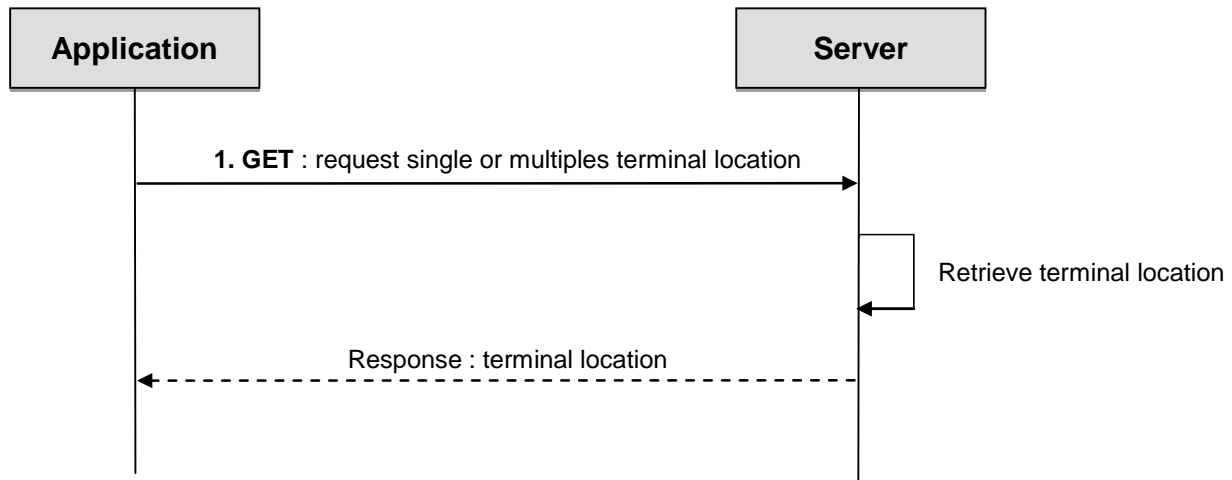 Application
Server
1. GET : request single or multiples terminal location
Retrieve terminal location
Response : terminal location